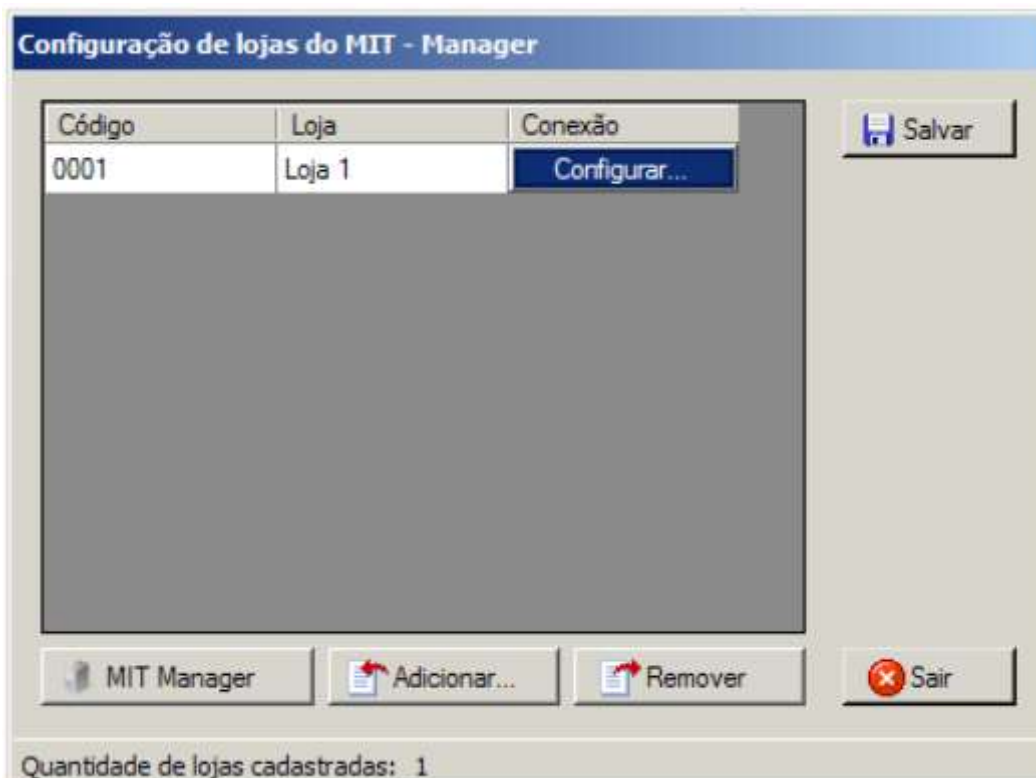 Configuração de lojas do MIT - Manager
Código Loja Conexão
0001 Loja 1 Configurar...
Salvar
MIT Manager Adicionar... Remover Sair
Quantidade de lojas cadastradas: 1